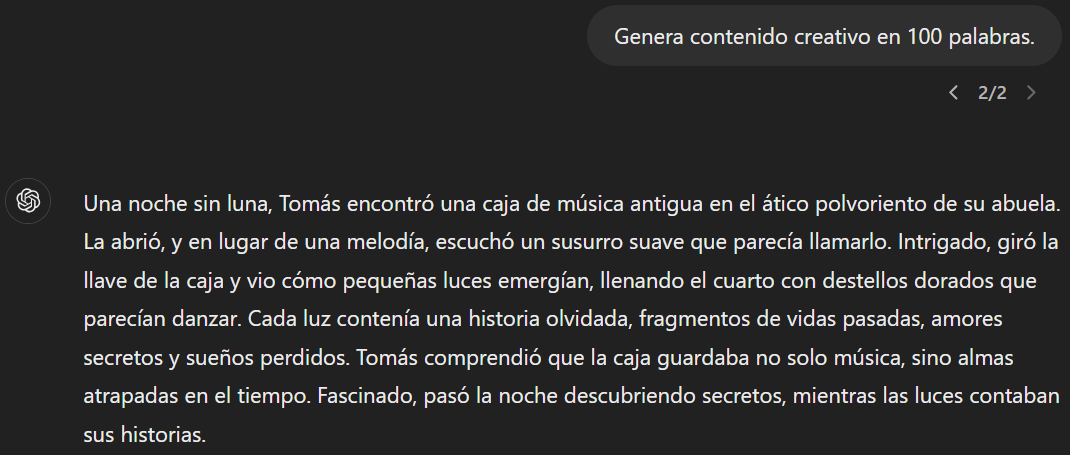 Genera contenido creativo en 100 palabras.
2/2
Una noche sin luna, Tomás encontró una caja de música antigua en el ático polvoriento de su abuela.
La abrió, y en lugar de una melodía, escuchó un susurro suave que parecía llamarlo. Intrigado, giró la
llave de la caja y vio cómo pequeñas luces emergían, llenando el cuarto con destellos dorados que
parecían danzar. Cada luz contenía una historia olvidada, fragmentos de vidas pasadas, amores
secretos y sueños perdidos. Tomás comprendió que la caja guardaba no solo música, sino almas
atrapadas en el tiempo. Fascinado, pasó la noche descubriendo secretos, mientras las luces contaban
sus historias.